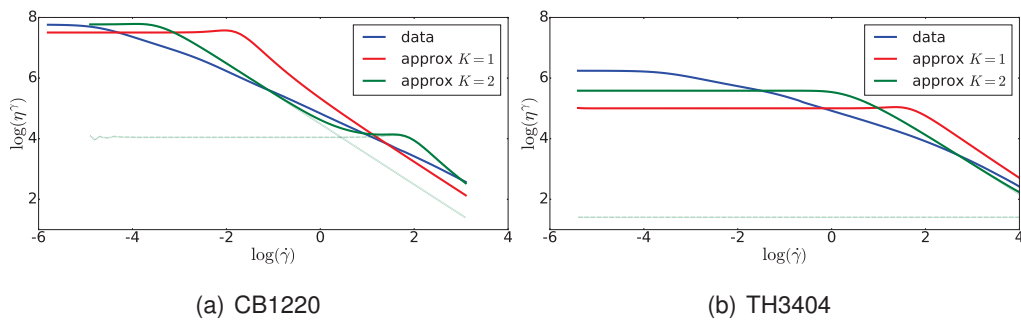 8
6
4
2
log(η^γ)
data
approx K=1
approx K=2
-6 -4 -2 0 2 4
log(γ̇)
(a) CB1220
8
6
4
2
log(η^γ)
data
approx K=1
approx K=2
-6 -4 -2 0 2 4
log(γ̇)
(b) TH3404